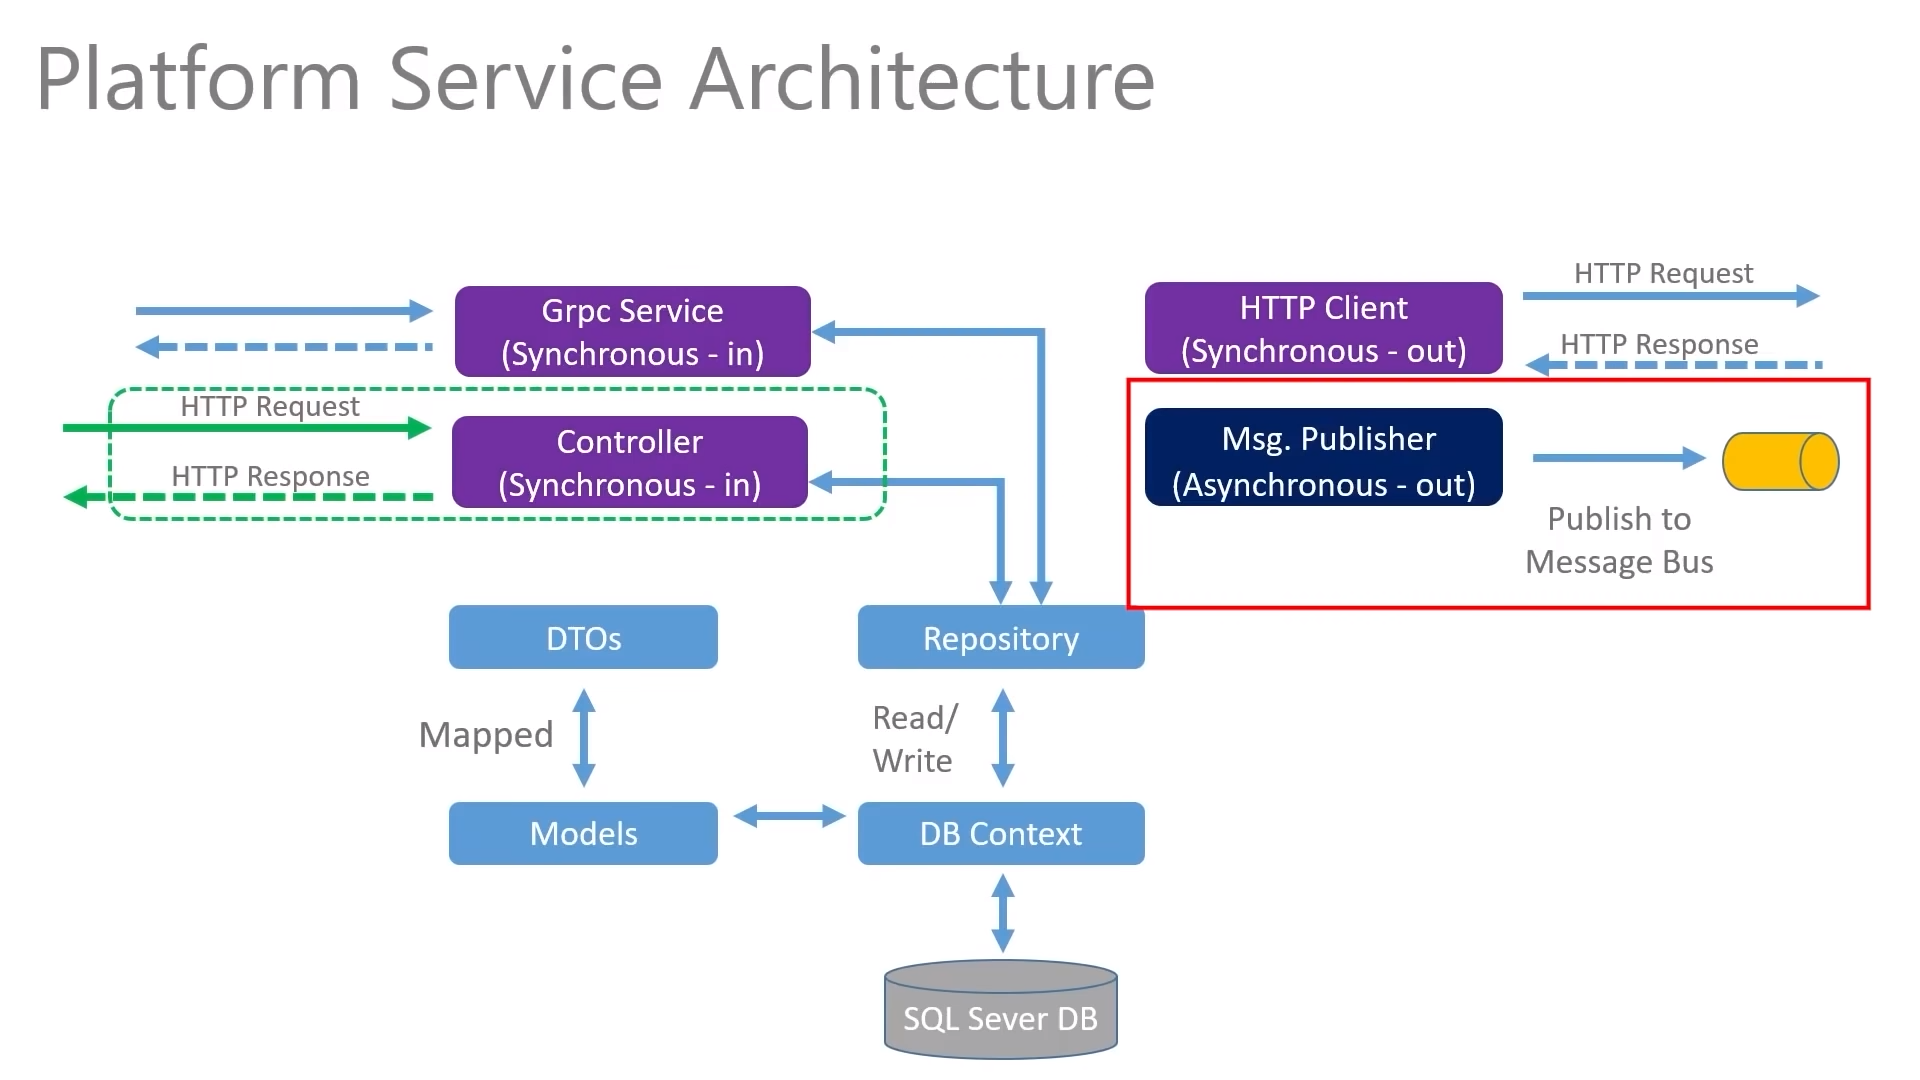 Platform Service Architecture
Grpc Service
(Synchronous - in)
HTTP Request
HTTP Response
Controller
(Synchronous - in)
HTTP Client
(Synchronous - out)
HTTP Request
HTTP Response
Msg. Publisher
(Asynchronous - out)
Publish to
Message Bus
DTOs
Repository
Mapped
Read/
Write
Models
DB Context
SQL Sever DB